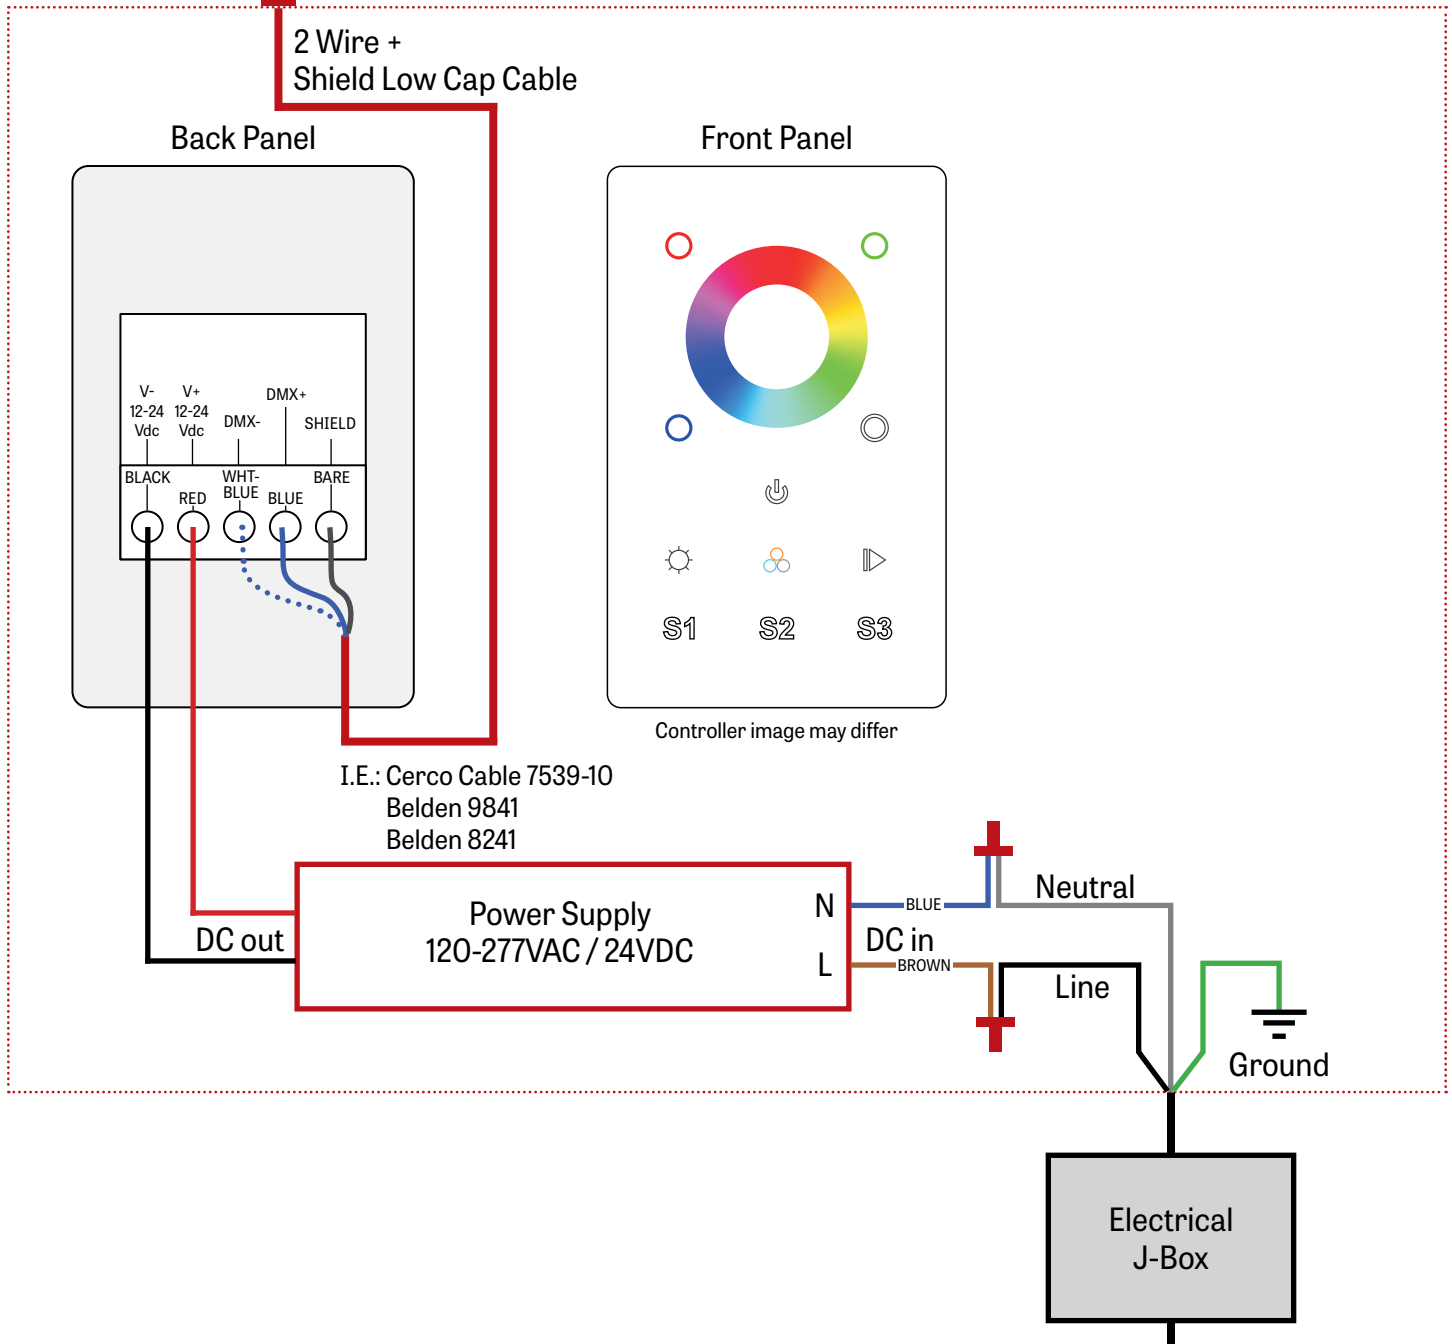 2 Wire +
Shield Low Cap Cable
Back Panel
Front Panel
V-
12-24
Vdc
V+
12-24
Vdc
DMX-
DMX+
SHIELD
BLACK
RED
WHT-
BLUE
BLUE
BARE
S1 S2 S3
Controller image may differ
I.E.: Cerco Cable 7539-10
Belden 9841
Belden 8241
Power Supply
120-277VAC / 24VDC
DC out
N
L
DC in
BLUE
BROWN
Neutral
Line
Ground
Electrical
J-Box